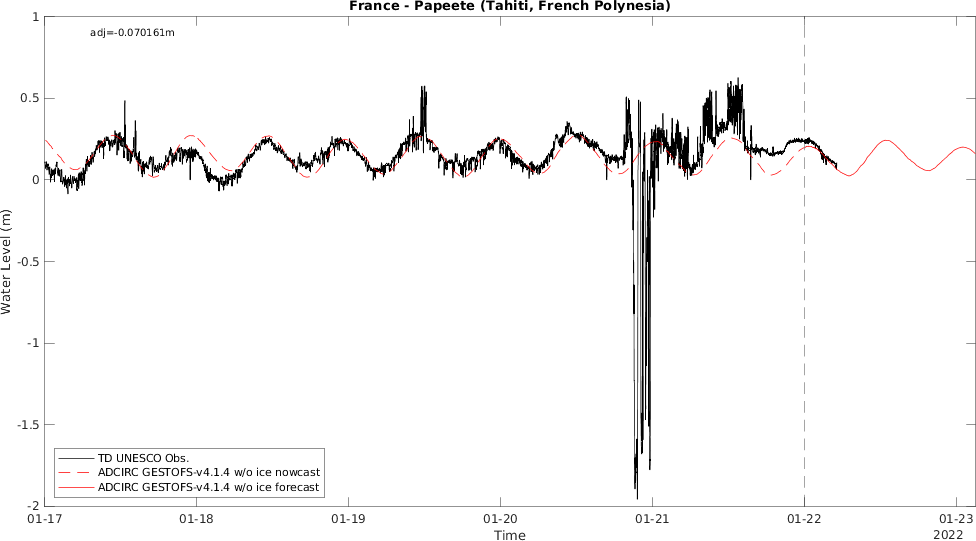 France - Papeete (Tahiti, French Polynesia)
adj=-0.070161m
1
0.5
0
-0.5
-1
-1.5
-2
Water Level (m)
TD UNESCO Obs.
ADCIRC GESTOFS-v4.1.4 w/o ice nowcast
ADCIRC GESTOFS-v4.1.4 w/o ice forecast
01-17 01-18 01-19 01-20 01-21 01-22 01-23
Time
2022